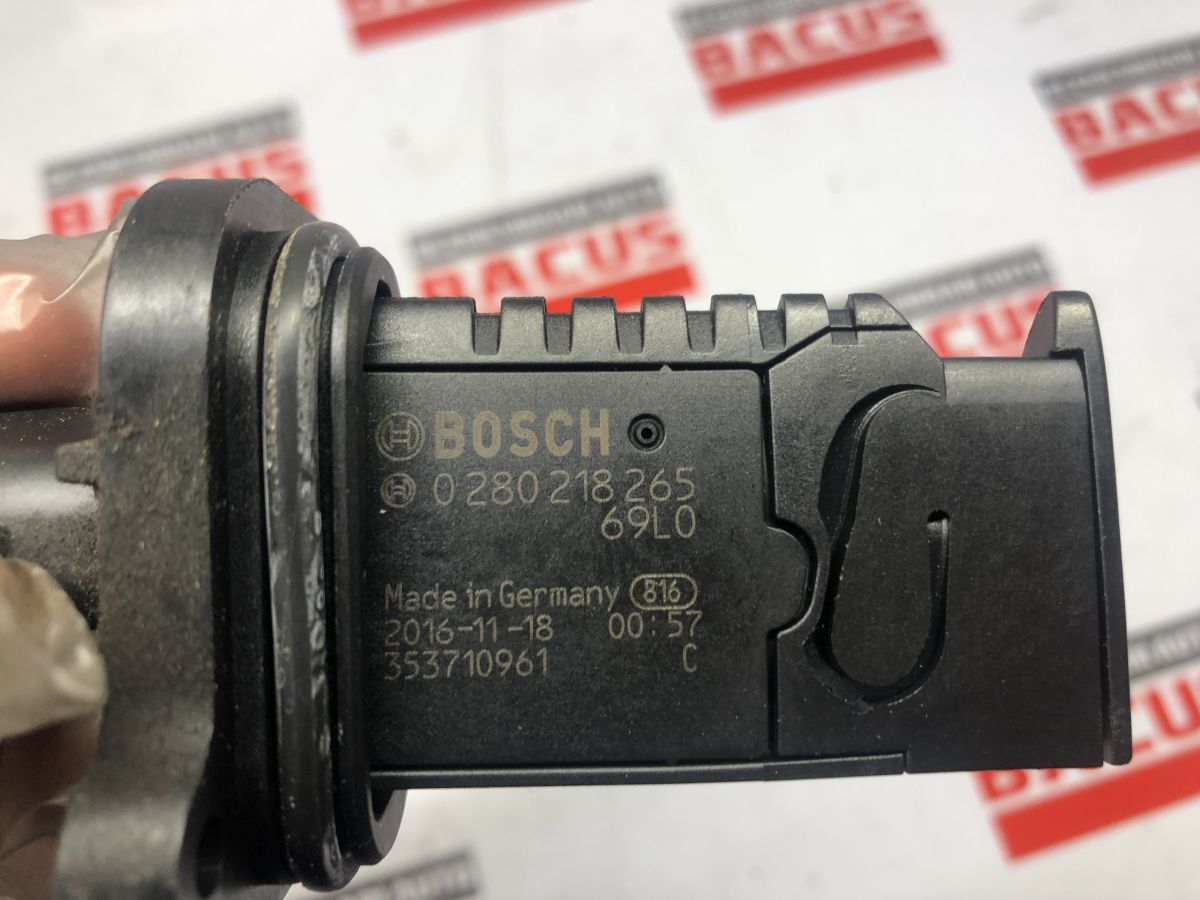 BACUS
BACUS
BACUS
BACUS
BACUS
BOSCH
0 280 218 265
69L0
Made in Germany 816
2016-11-18 00:57
353710961 C